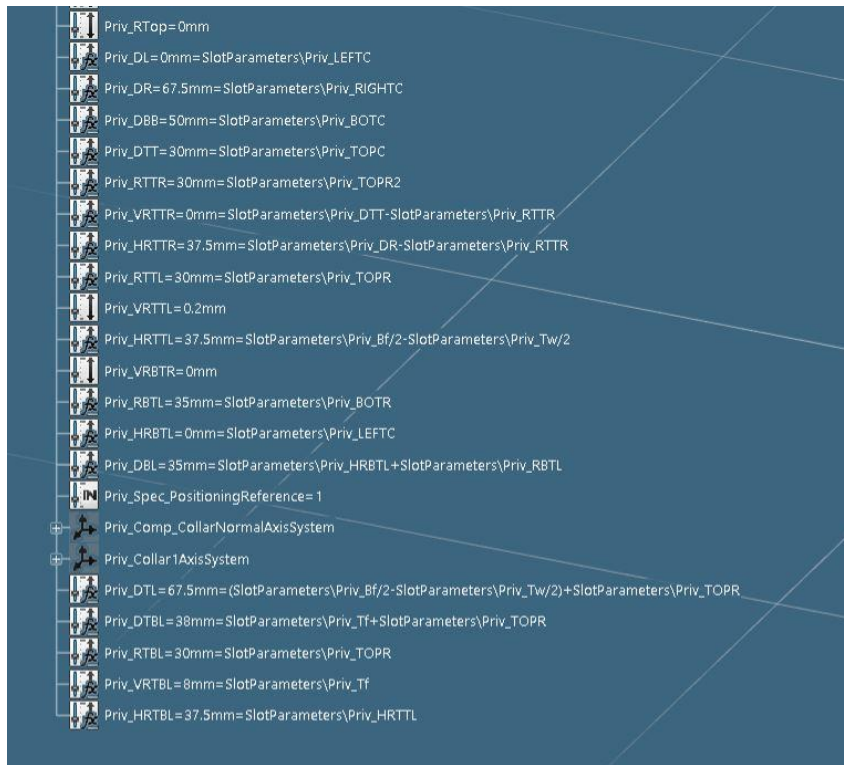 Priv_RTop=0mm
Priv_DL=0mm=SlotParameters\Priv_LEFTC
Priv_DR=67.5mm=SlotParameters\Priv_RIGHTC
Priv_DBB=50mm=SlotParameters\Priv_BOTC
Priv_DTT=30mm=SlotParameters\Priv_TOPC
Priv_RTTR=30mm=SlotParameters\Priv_TOPR2
Priv_VRTTR=0mm=SlotParameters\Priv_DTT-SlotParameters\Priv_RTTR
Priv_HRTTR=37.5mm=SlotParameters\Priv_DR-SlotParameters\Priv_RTTR
Priv_RTTL=30mm=SlotParameters\Priv_TOPR
Priv_VRTTL=0.2mm
Priv_HRTTL=37.5mm=SlotParameters\Priv_Bf/2-SlotParameters\Priv_Tw/2
Priv_VRBTR=0mm
Priv_RBTL=35mm=SlotParameters\Priv_BOTR
Priv_HRBTL=0mm=SlotParameters\Priv_LEFTC
Priv_DBL=35mm=SlotParameters\Priv_HRBTL+SlotParameters\Priv_RBTL
Priv_Spec_PositioningReference=1
Priv_Comp_CollarNormalAxisSystem
Priv_Collar1AxisSystem
Priv_DTL=67.5mm=(SlotParameters\Priv_Bf/2-SlotParameters\Priv_Tw/2)+SlotParameters\Priv_TOPR
Priv_DTBL=38mm=SlotParameters\Priv_Tf+SlotParameters\Priv_TOPR
Priv_RTBL=30mm=SlotParameters\Priv_TOPR
Priv_VRTBL=8mm=SlotParameters\Priv_Tf
Priv_HRTBL=37.5mm=SlotParameters\Priv_HRTTL